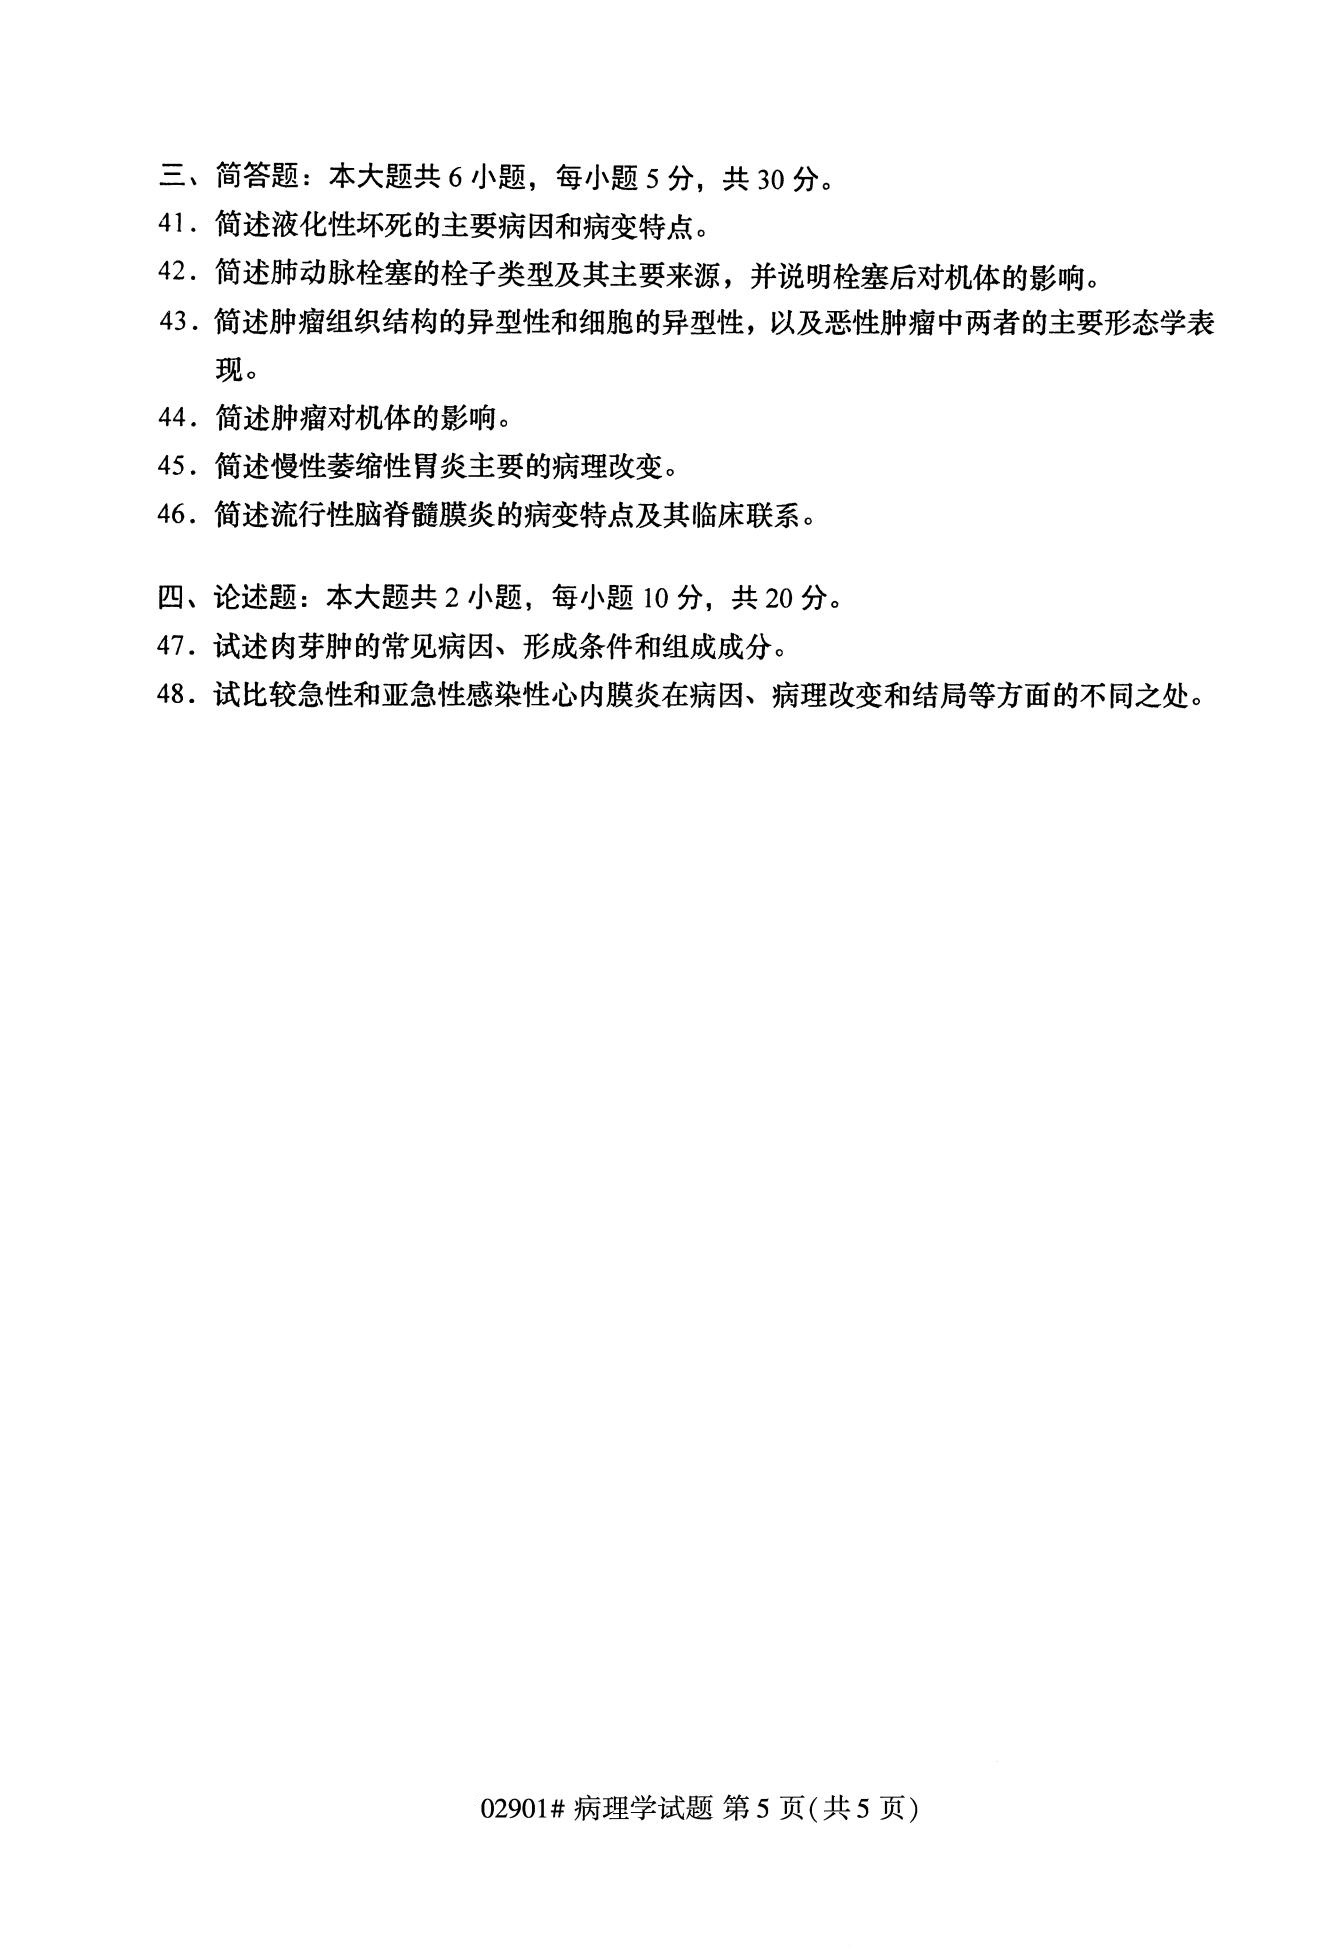 三、简答题：本大题共 6 小题，每小题 5 分，共 30 分。
41．简述液化性坏死的主要病因和病变特点。
42．简述肺动脉栓塞的栓子类型及其主要来源，并说明栓塞后对机体的影响。
43．简述肿瘤组织结构的异型性和细胞的异型性，以及恶性肿瘤中两者的主要形态学表
现。
44．简述肿瘤对机体的影响。
45．简述慢性萎缩性胃炎主要的病理改变。
46．简述流行性脑脊髓膜炎的病变特点及其临床联系。
四、论述题：本大题共 2 小题，每小题 10 分，共 20 分。
47．试述肉芽肿的常见病因、形成条件和组成成分。
48．试比较急性和亚急性感染性心内膜炎在病因、病理改变和结局等方面的不同之处。
02901# 病理学试题 第 5 页(共 5 页)